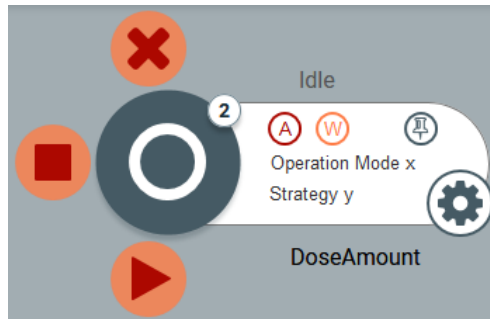 Idle
2
A W
Operation Mode x
Strategy y
DoseAmount